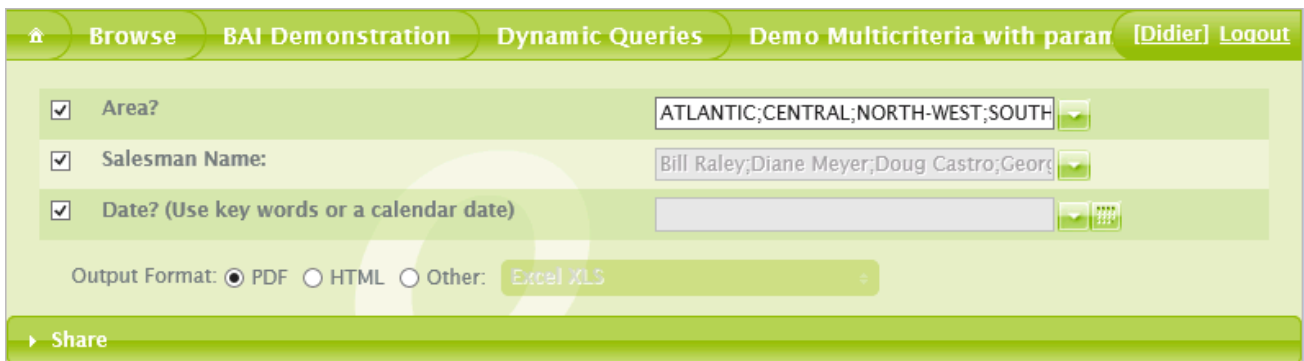 Browse BAI Demonstration Dynamic Queries Demo Multicriteria with param [Didier] Logout
Area? ATLANTIC;CENTRAL;NORTH-WEST;SOUTH
Salesman Name: Bill Raley;Diane Meyer;Doug Castro;Georg
Date? (Use key words or a calendar date)
Output Format: PDF HTML Other: Excel XLS
Share